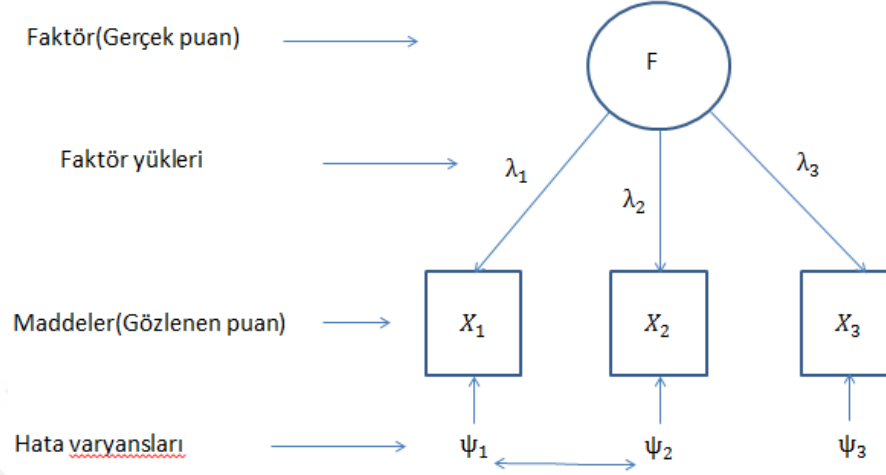 Faktör(Gerçek puan)
F
Faktör yükleri
λ1
λ2
λ3
Maddeler(Gözlenen puan)
X1
X2
X3
Hata varyansları
ψ1
ψ2
ψ3